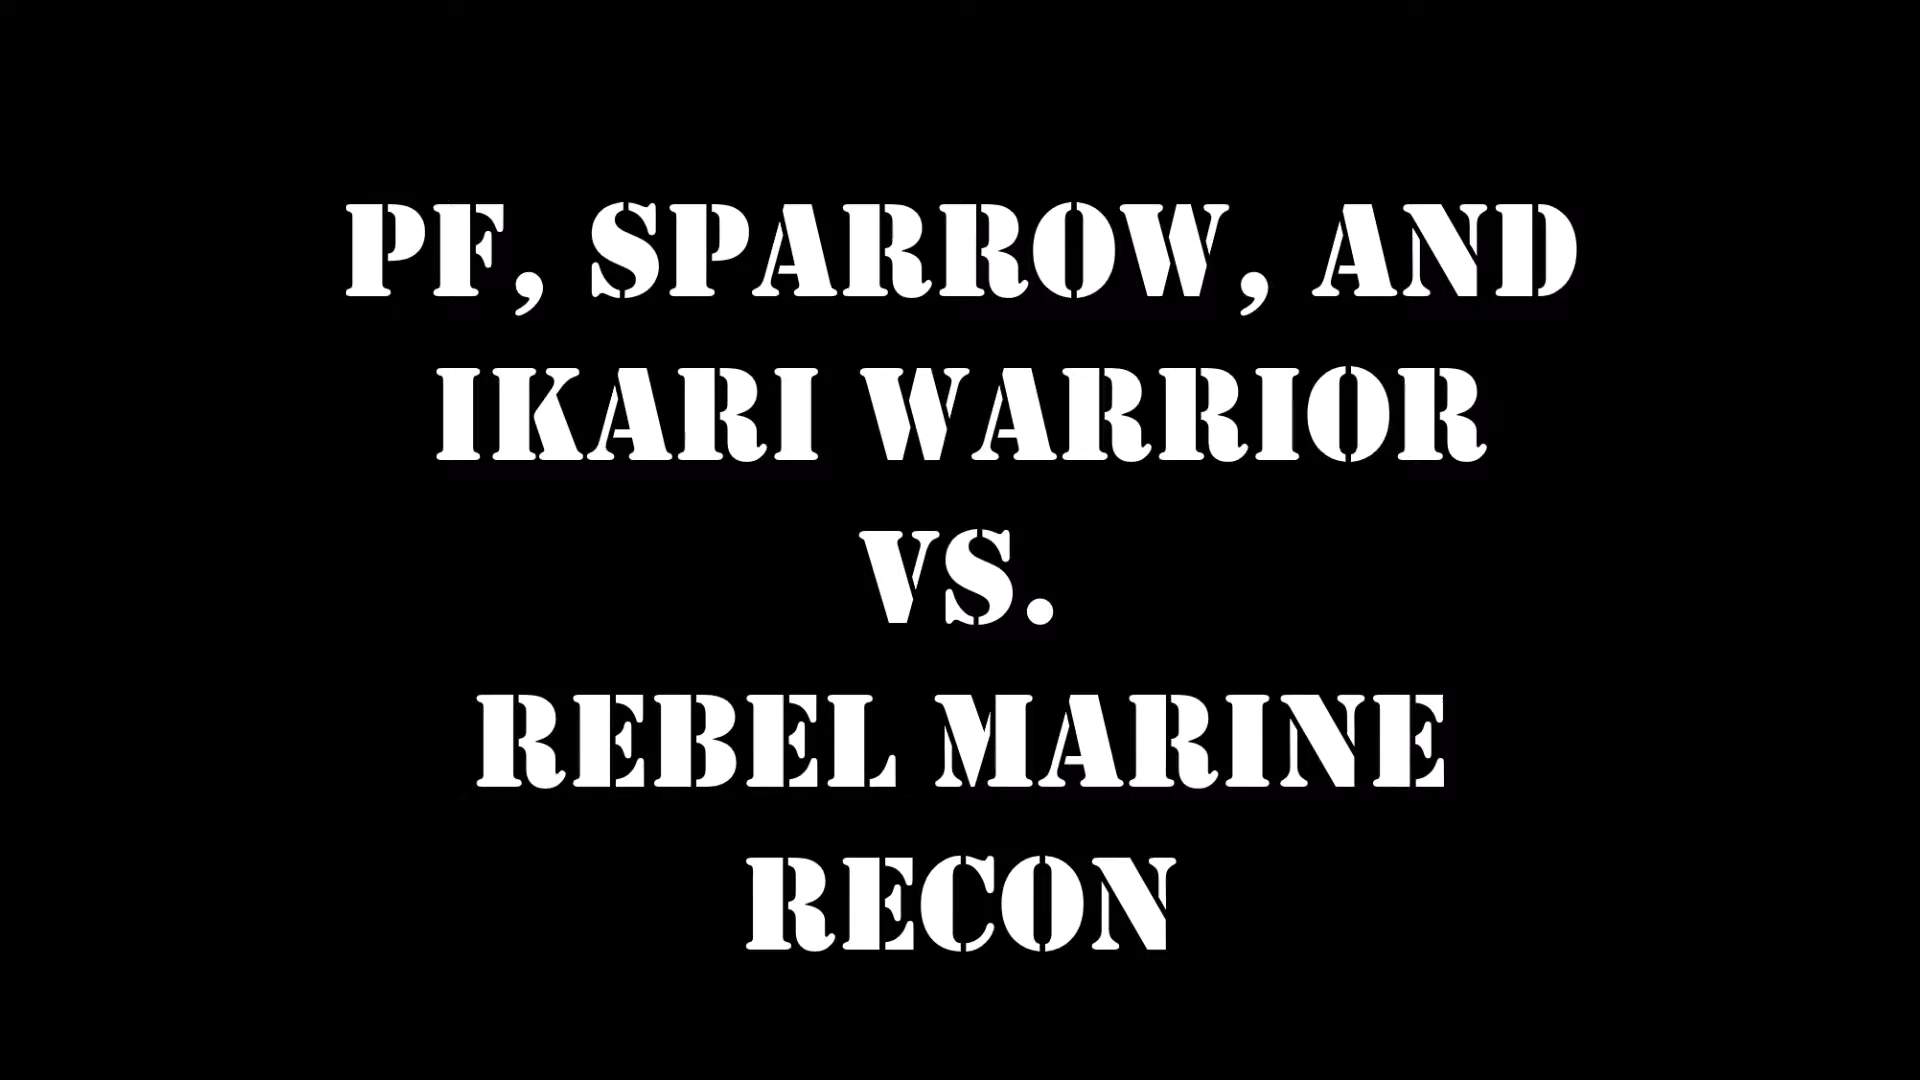 PF, SPARROW, AND
IKARI WARRIOR
VS.
REBEL MARINE
RECON